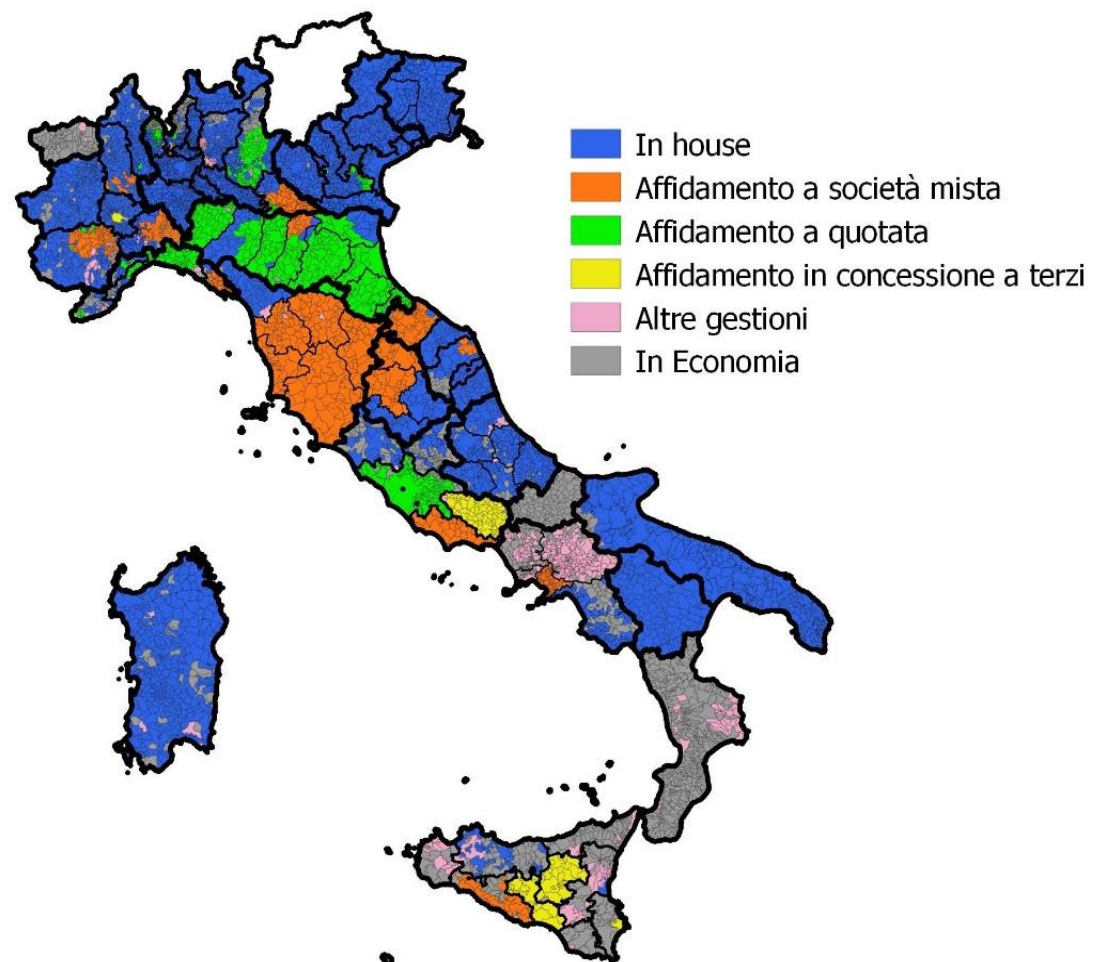 In house
Affidamento a società mista
Affidamento a quotata
Affidamento in concessione a terzi
Altre gestioni
In Economia